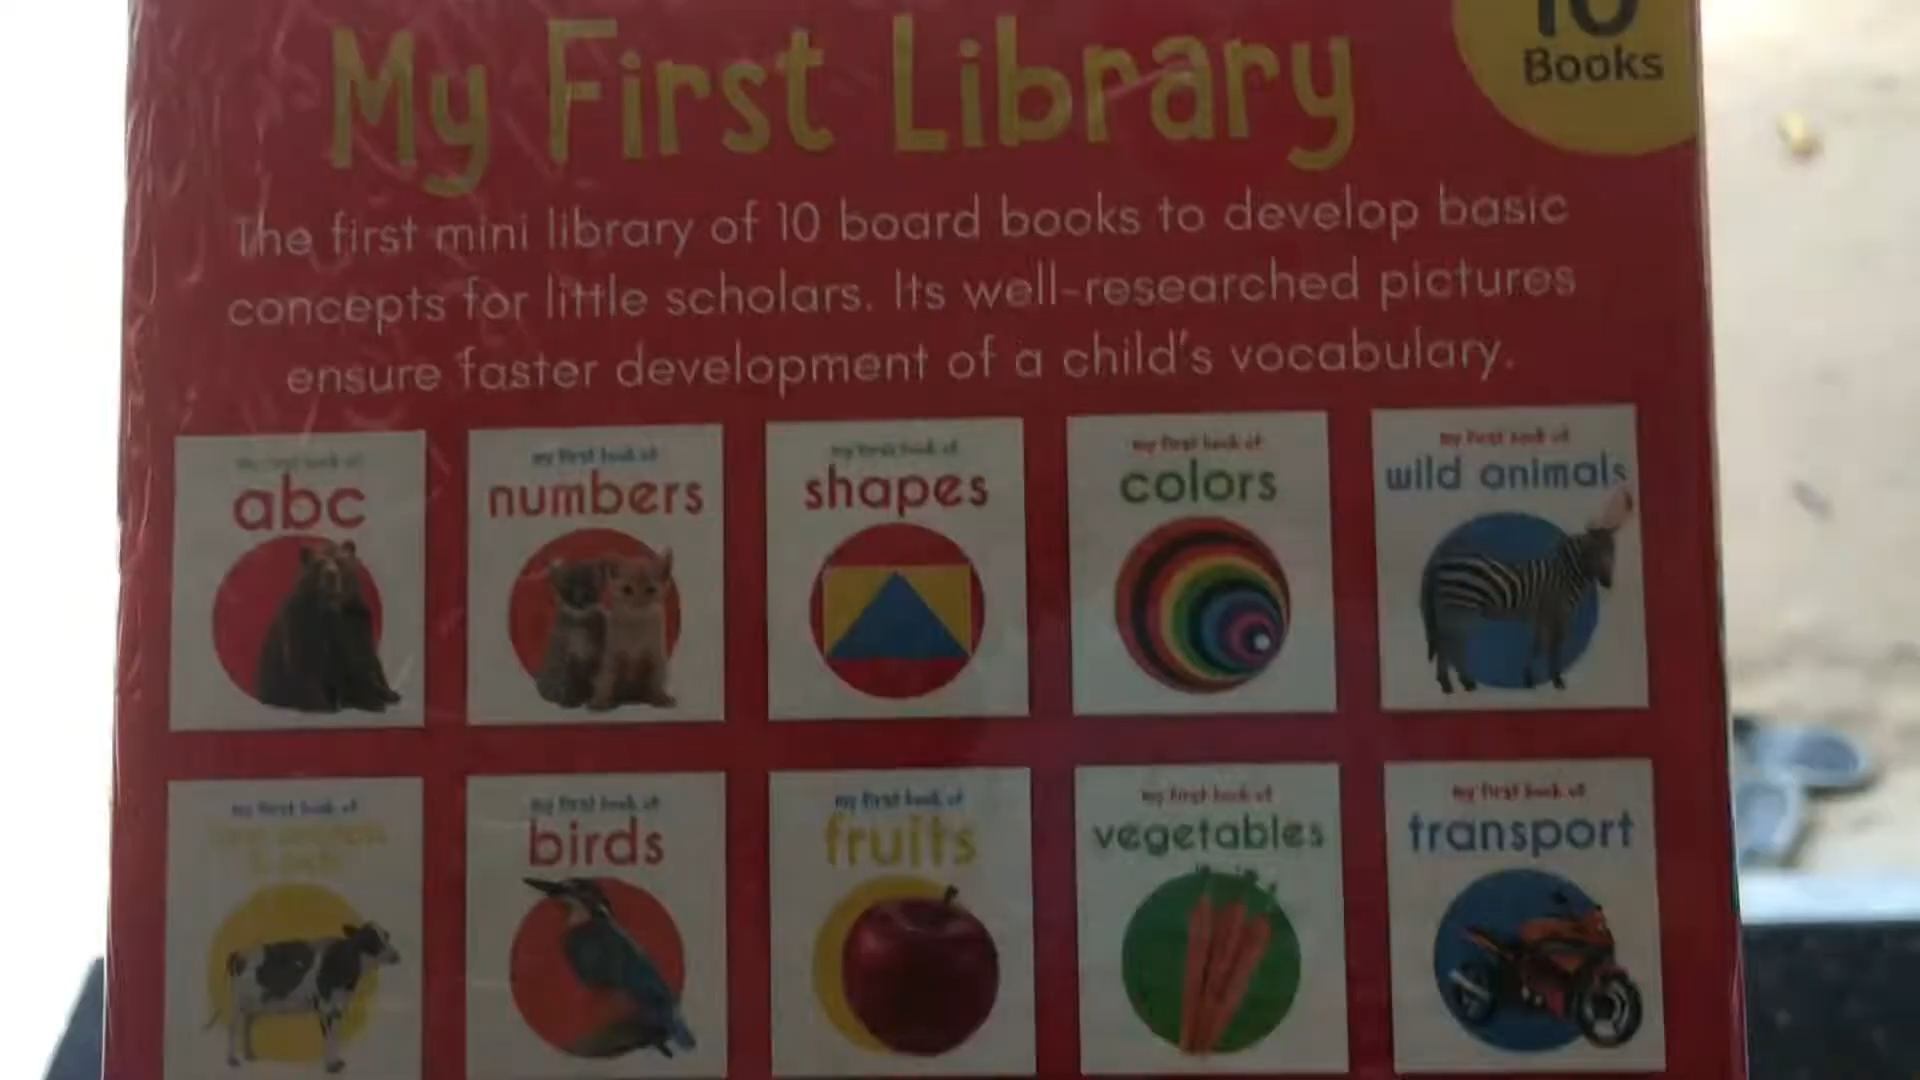 My First Library
10
Books
The first mini library of 10 board books to develop basic
concepts for little scholars. Its well-researched pictures
ensure faster development of a child's vocabulary.
my first book of
abc
my first book of
numbers
my first book of
shapes
my first book of
colors
my first book of
wild animals
my first book of
my first book of
birds
my first book of
fruits
my first book of
vegetables
my first book of
transport